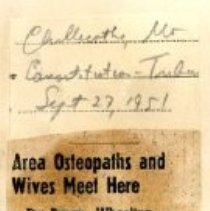 Chillicothe, Mo
Constitution-Tribune
Sept 27, 1951
Area Osteopaths and
Wives Meet Here